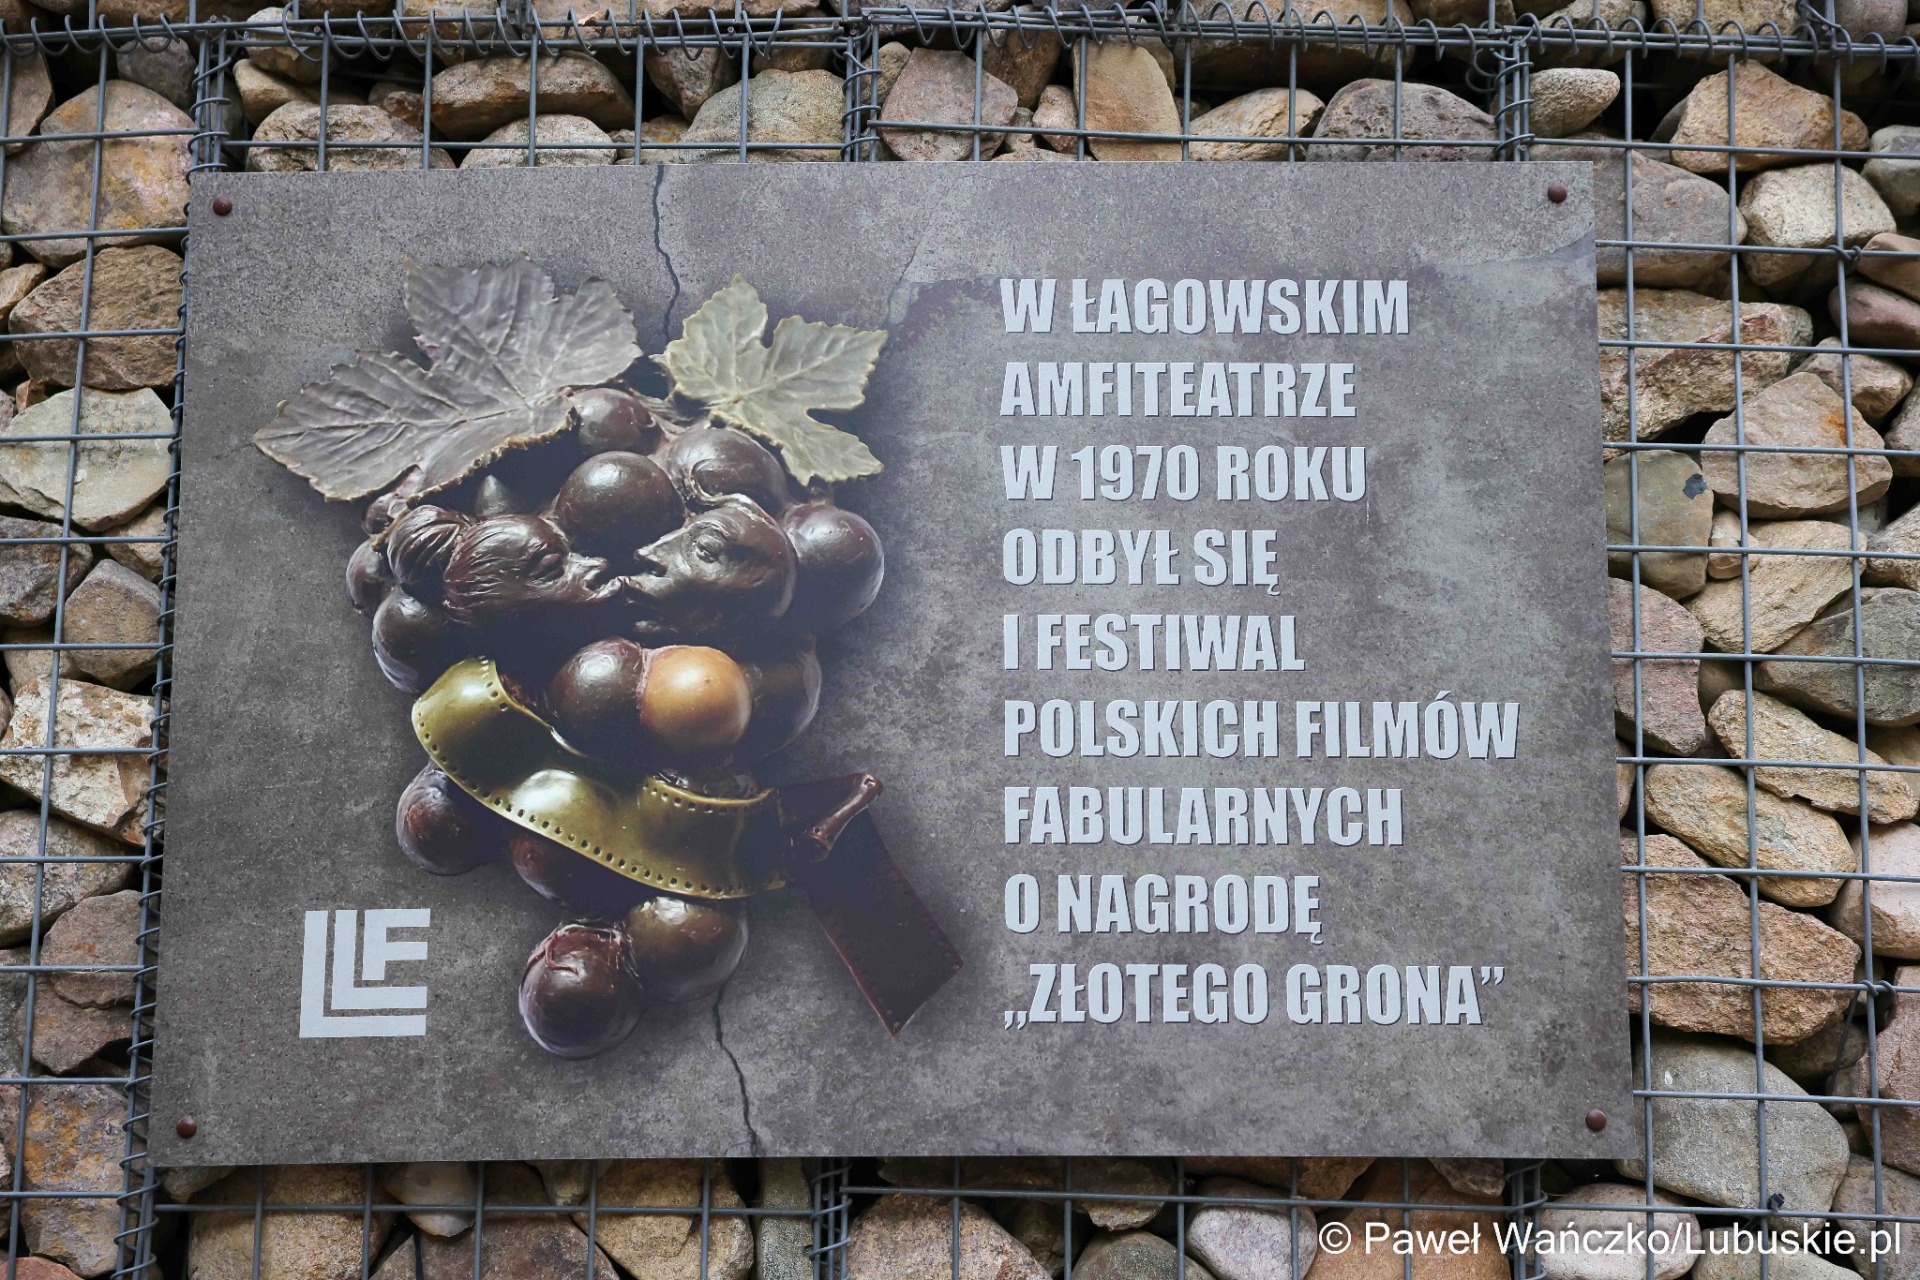 W ŁAGOWSKIM
AMFITEATRZE
W 1970 ROKU
ODBYŁ SIĘ
I FESTIWAL
POLSKICH FILMÓW
FABULARNYCH
O NAGRODĘ
„ZŁOTEGO GRONA”
LLF
© Paweł Wańczko/Lubuskie.pl